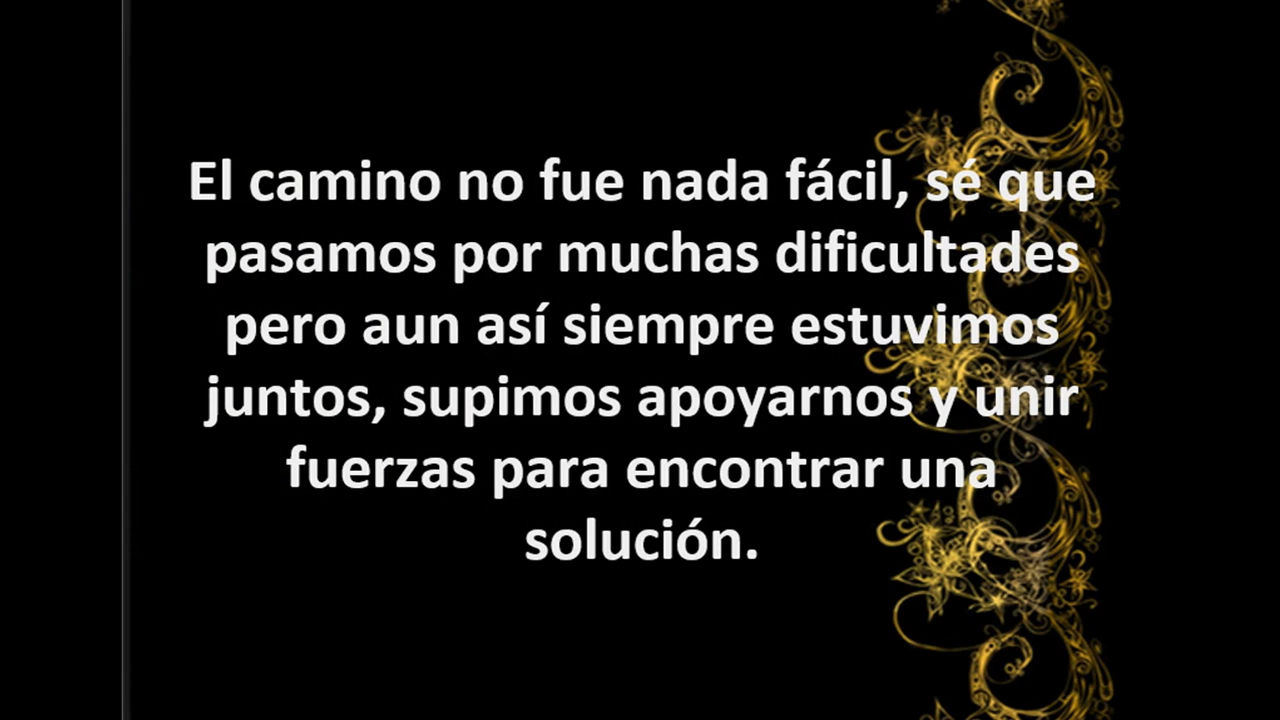 El camino no fue nada fácil, sé que
pasamos por muchas dificultades
pero aun así siempre estuvimos
juntos, supimos apoyarnos y unir
fuerzas para encontrar una
solución.